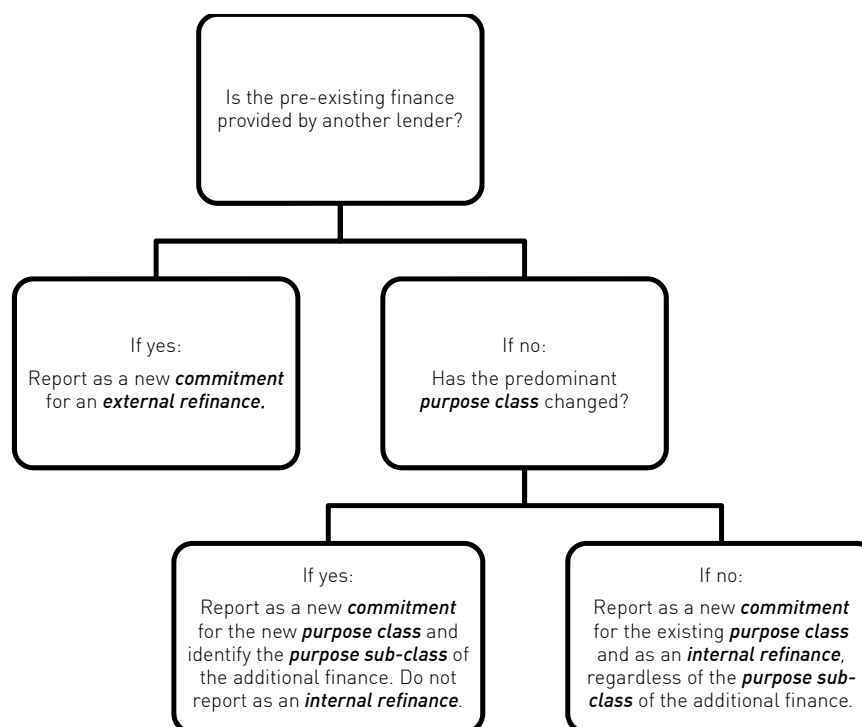 Is the pre-existing finance
provided by another lender?
If yes:
Report as a new commitment
for an external refinance.
If no:
Has the predominant
purpose class changed?
If yes:
Report as a new commitment
for the new purpose class and
identify the purpose sub-class of
the additional finance. Do not
report as an internal refinance.
If no:
Report as a new commitment
for the existing purpose class
and as an internal refinance,
regardless of the purpose sub-
class of the additional finance.